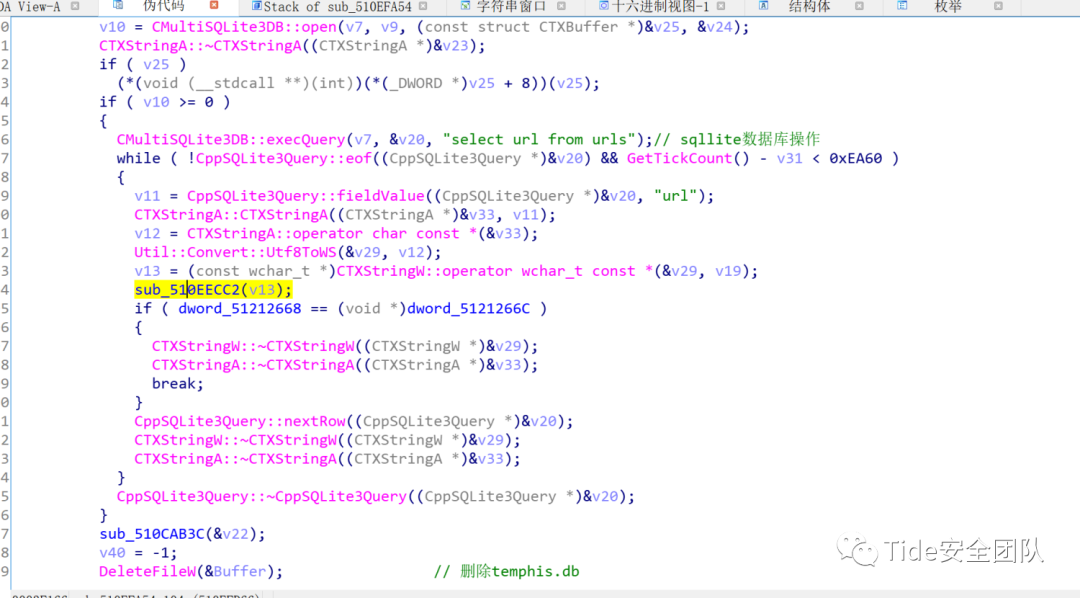 DA View-A 伪代码 Stack of sub_510EFA54 字符串窗口 十六进制视图-1 结构体 枚举
0 v10 = CMultiSQLite3DB::open(v7, v9, (const struct CTXBuffer *)&v25, &v24);
1 CTXStringA::~CTXStringA((CTXStringA *)&v23);
2 if ( v25 )
3 (*(void (__stdcall **)(int))(*(_DWORD *)v25 + 8))(v25);
4 if ( v10 >= 0 )
5 {
6 CMultiSQLite3DB::execQuery(v7, &v20, "select url from urls");// sqllite数据库操作
7 while ( !CppSQLite3Query::eof((CppSQLite3Query *)&v20) && GetTickCount() - v31 < 0xEA60 )
8 {
9 v11 = CppSQLite3Query::fieldValue((CppSQLite3Query *)&v20, "url");
0 CTXStringA::CTXStringA((CTXStringA *)&v33, v11);
1 v12 = CTXStringA::operator char const *(&v33);
2 Util::Convert::Utf8ToWS(&v29, v12);
3 v13 = (const wchar_t *)CTXStringW::operator wchar_t const *(&v29, v19);
4 sub_510EECC2(v13);
5 if ( dword_51212668 == (void *)dword_5121266C )
6 {
7 CTXStringW::~CTXStringW((CTXStringW *)&v29);
8 CTXStringA::~CTXStringA((CTXStringA *)&v33);
9 break;
0 }
1 CppSQLite3Query::nextRow((CppSQLite3Query *)&v20);
2 CTXStringW::~CTXStringW((CTXStringW *)&v29);
3 CTXStringA::~CTXStringA((CTXStringA *)&v33);
4 }
5 CppSQLite3Query::~CppSQLite3Query((CppSQLite3Query *)&v20);
6 }
7 sub_510CAB3C(&v22);
8 v40 = -1;
9 DeleteFileW(&Buffer); // 删除temphis.db
Tide安全团队